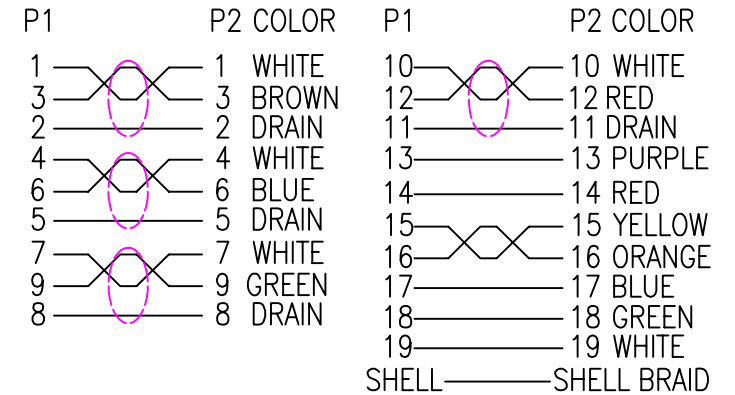 P1 P2 COLOR
1 1 WHITE
3 3 BROWN
2 2 DRAIN
4 4 WHITE
6 6 BLUE
5 5 DRAIN
7 7 WHITE
9 9 GREEN
8 8 DRAIN
P1 P2 COLOR
10 10 WHITE
12 12 RED
11 11 DRAIN
13 13 PURPLE
14 14 RED
15 15 YELLOW
16 16 ORANGE
17 17 BLUE
18 18 GREEN
19 19 WHITE
SHELL SHELL BRAID